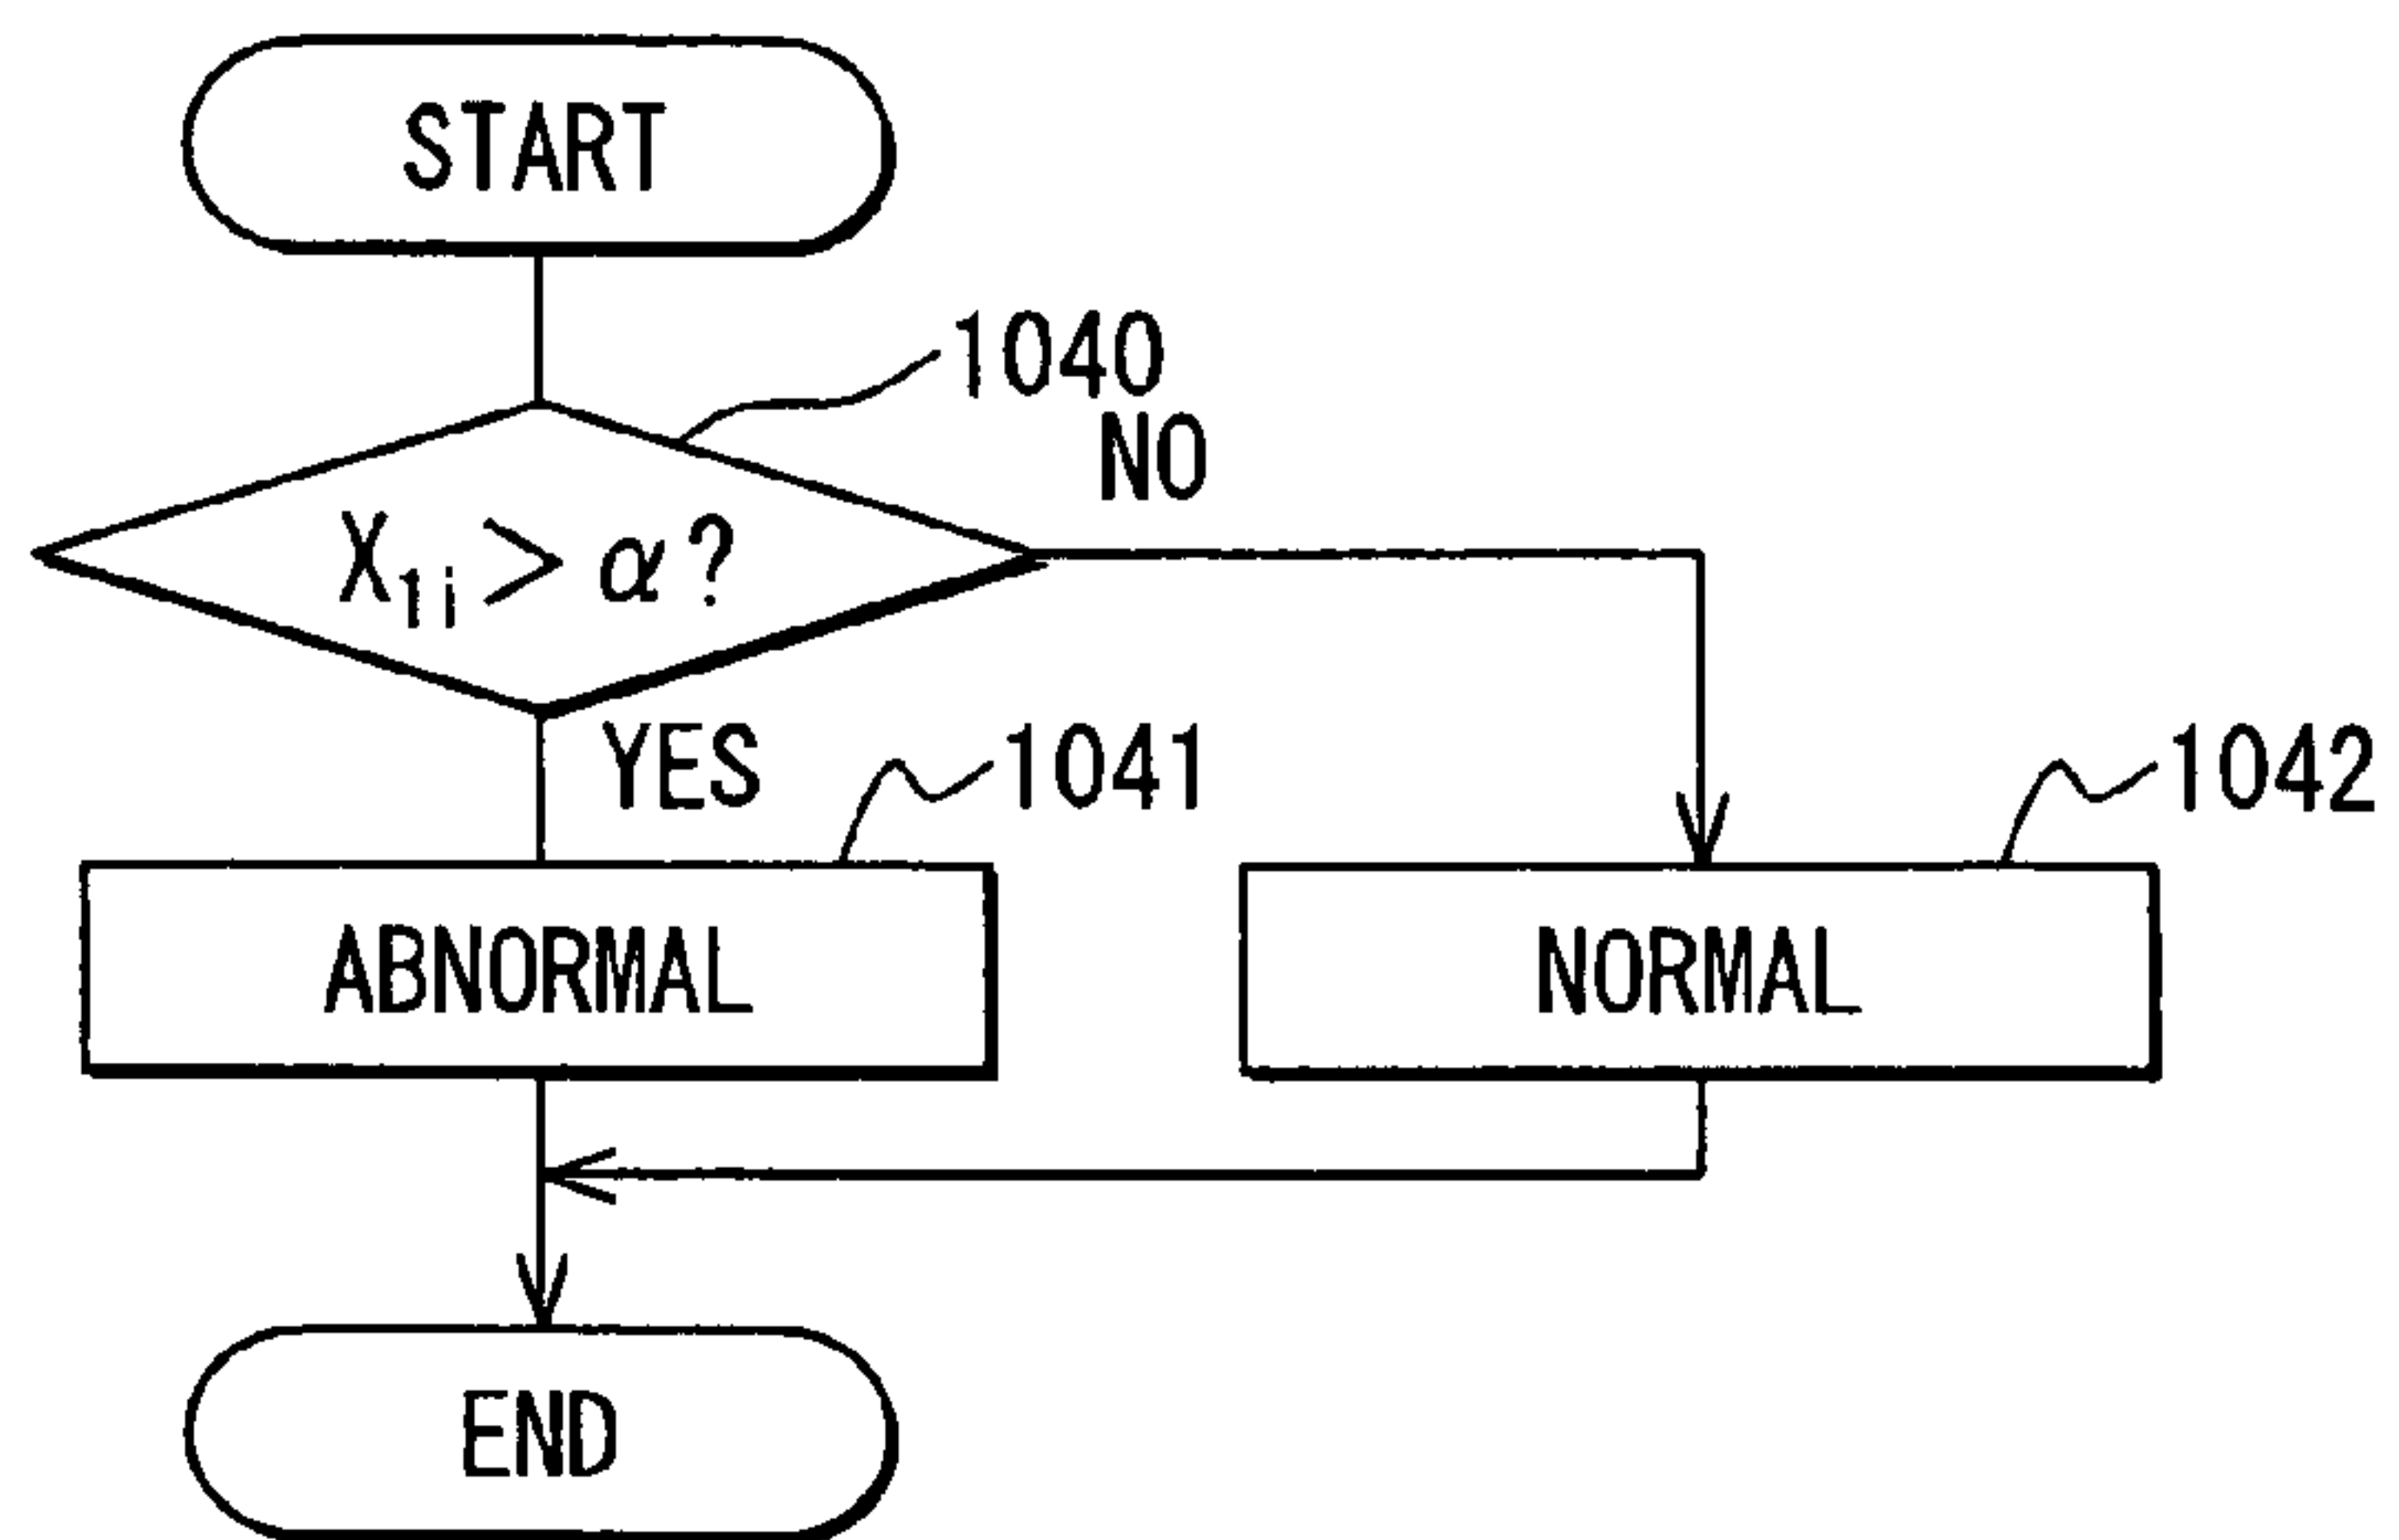 START
1040
NO
X₁ᵢ > α?
YES
1041
1042
ABNORMAL
NORMAL
END